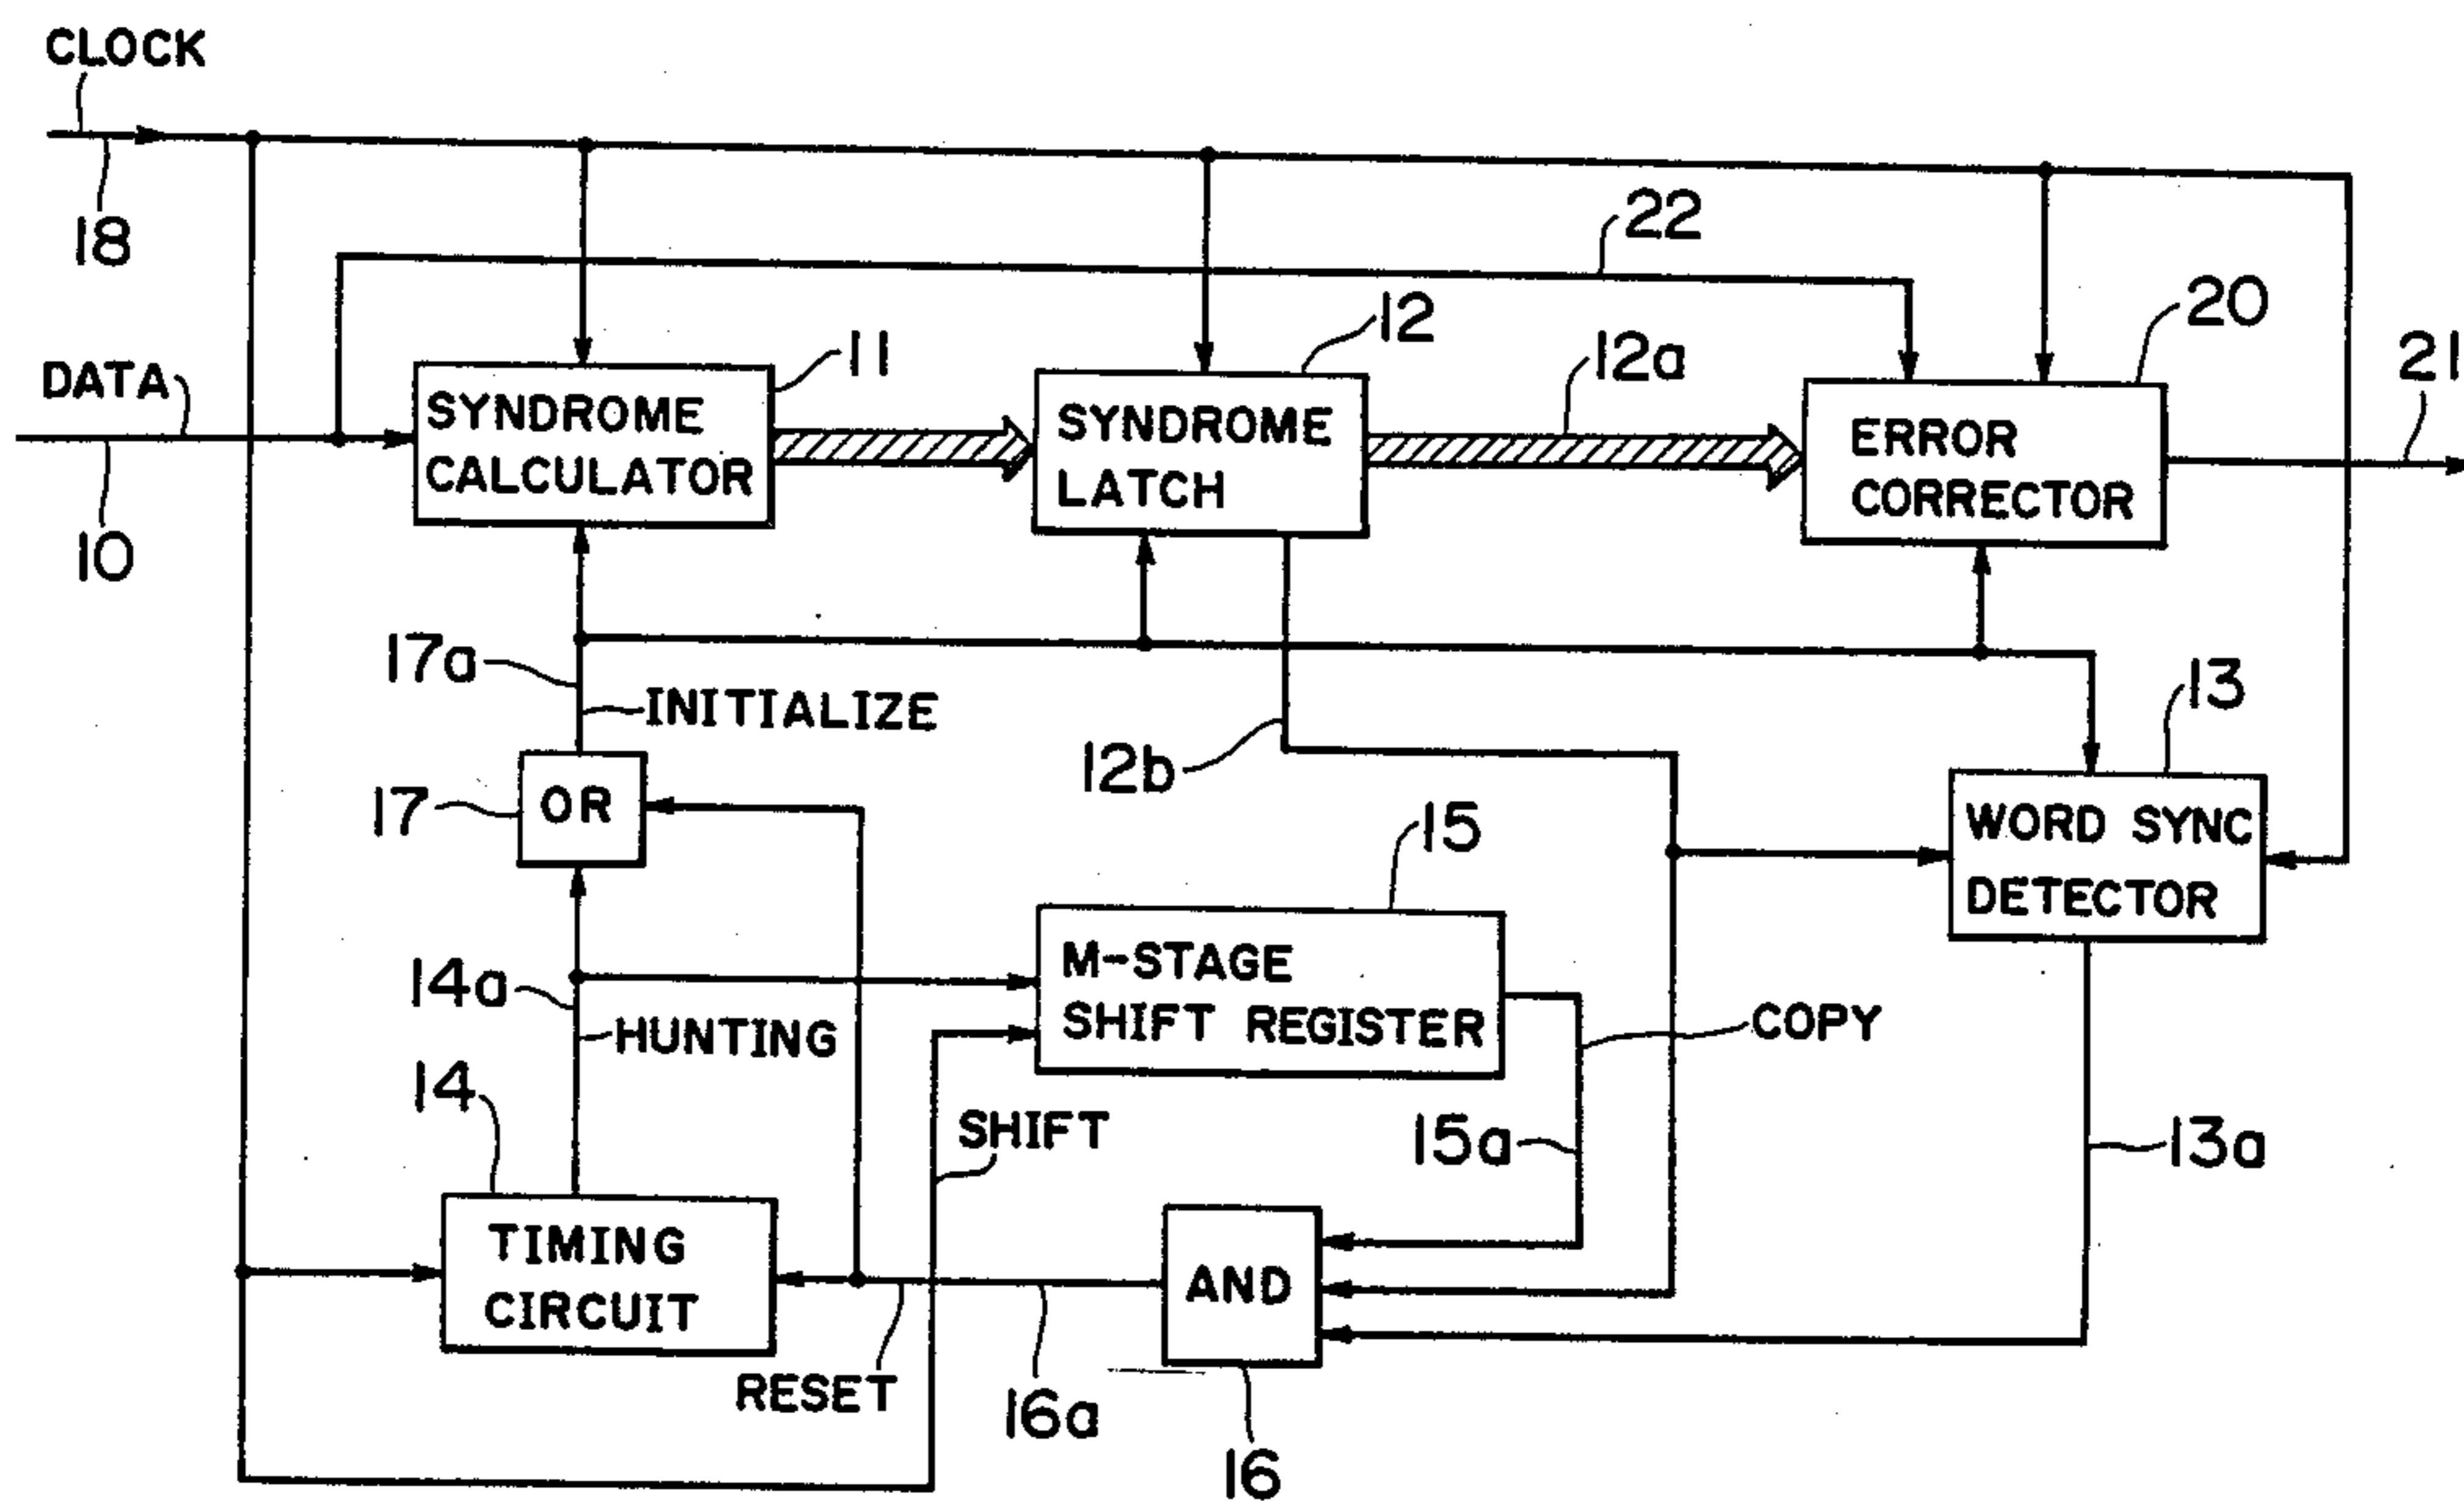 CLOCK
18
22
20
12
12a
11
21
DATA
SYNDROME
CALCULATOR
SYNDROME
LATCH
ERROR
CORRECTOR
10
17a
INITIALIZE
13
12b
17
OR
15
WORD SYNC
DETECTOR
M-STAGE
SHIFT REGISTER
14a
HUNTING
COPY
14
SHIFT
15a
13a
TIMING
CIRCUIT
AND
RESET
16a
16